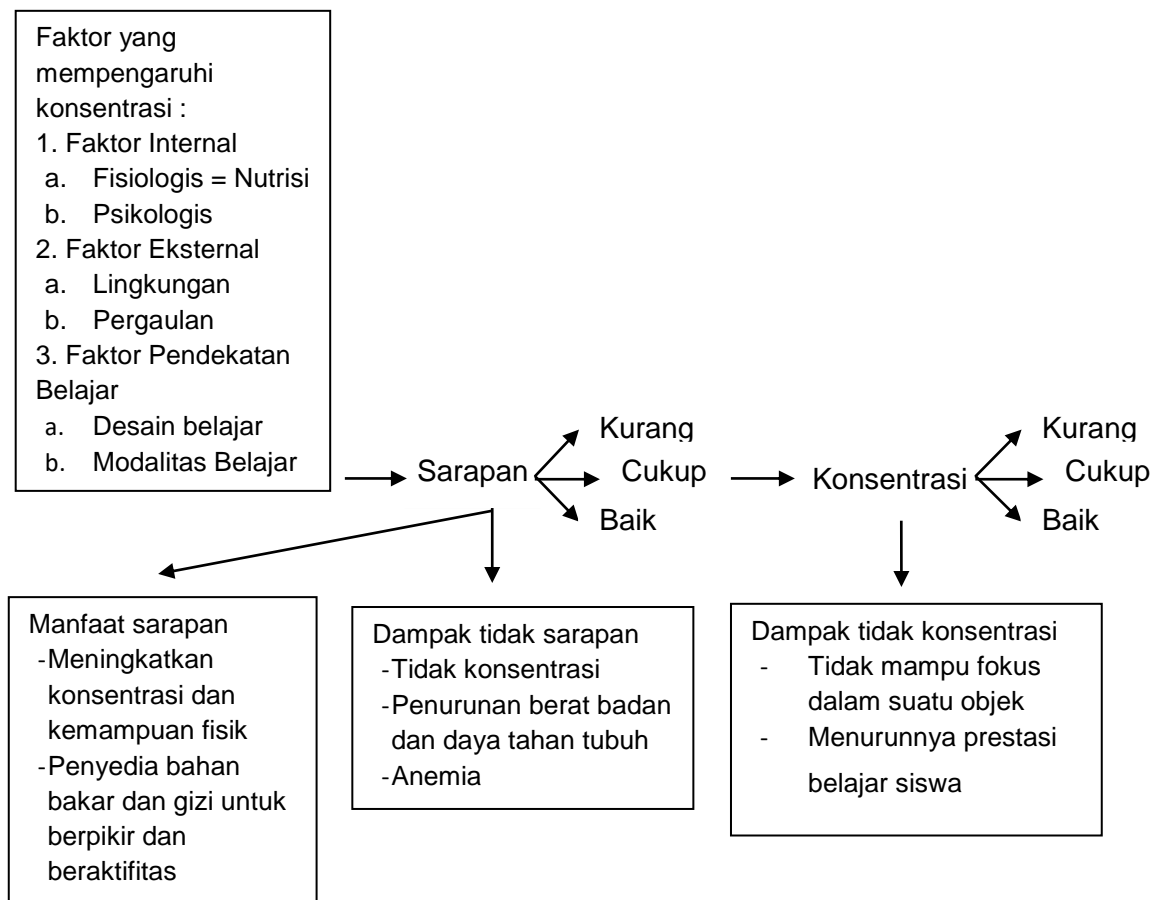 Faktor yang
mempengaruhi
konsentrasi :
1. Faktor Internal
a. Fisiologis = Nutrisi
b. Psikologis
2. Faktor Eksternal
a. Lingkungan
b. Pergaulan
3. Faktor Pendekatan
Belajar
a. Desain belajar
b. Modalitas Belajar
Sarapan
Kurang
Cukup
Baik
Konsentrasi
Kurang
Cukup
Baik
Manfaat sarapan
-Meningkatkan
konsentrasi dan
kemampuan fisik
-Penyedia bahan
bakar dan gizi untuk
berpikir dan
beraktifitas
Dampak tidak sarapan
-Tidak konsentrasi
-Penurunan berat badan
dan daya tahan tubuh
-Anemia
Dampak tidak konsentrasi
- Tidak mampu fokus
dalam suatu objek
- Menurunnya prestasi
belajar siswa